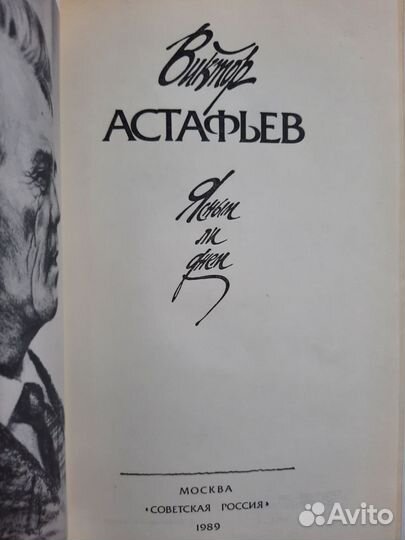 Виктор
АСТАФЬЕВ
Ясным
ли
днем
МОСКВА
«СОВЕТСКАЯ РОССИЯ»
1989
Avito